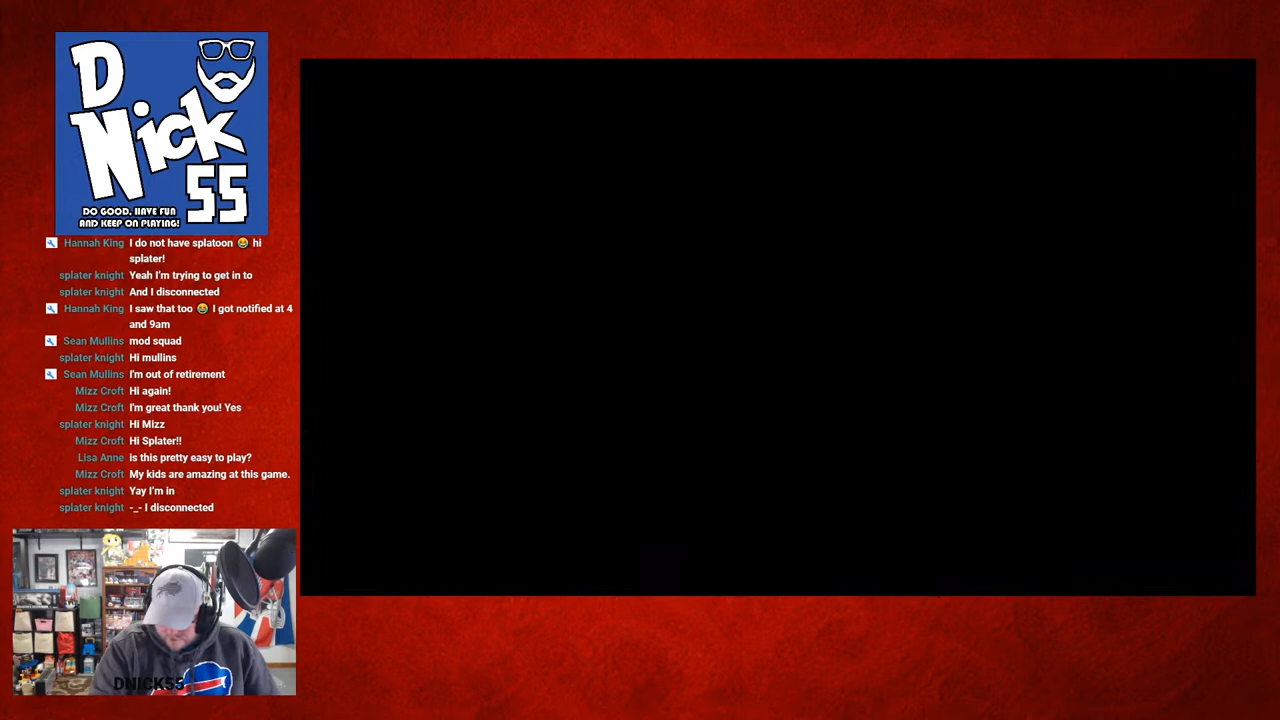 D
Nick
55
DO GOOD, HAVE FUN
AND KEEP ON PLAYING!
Hannah King I do not have splatoon 😂 hi
splater!
splater knight Yeah I'm trying to get in to
splater knight And I disconnected
Hannah King I saw that too 😂 I got notified at 4
and 9am
Sean Mullins mod squad
splater knight Hi mullins
Sean Mullins I'm out of retirement
Mizz Croft Hi again!
Mizz Croft I'm great thank you! Yes
splater knight Hi Mizz
Mizz Croft Hi Splater!!
Lisa Anne is this pretty easy to play?
Mizz Croft My kids are amazing at this game.
splater knight Yay I'm in
splater knight -_- I disconnected
DNICK55